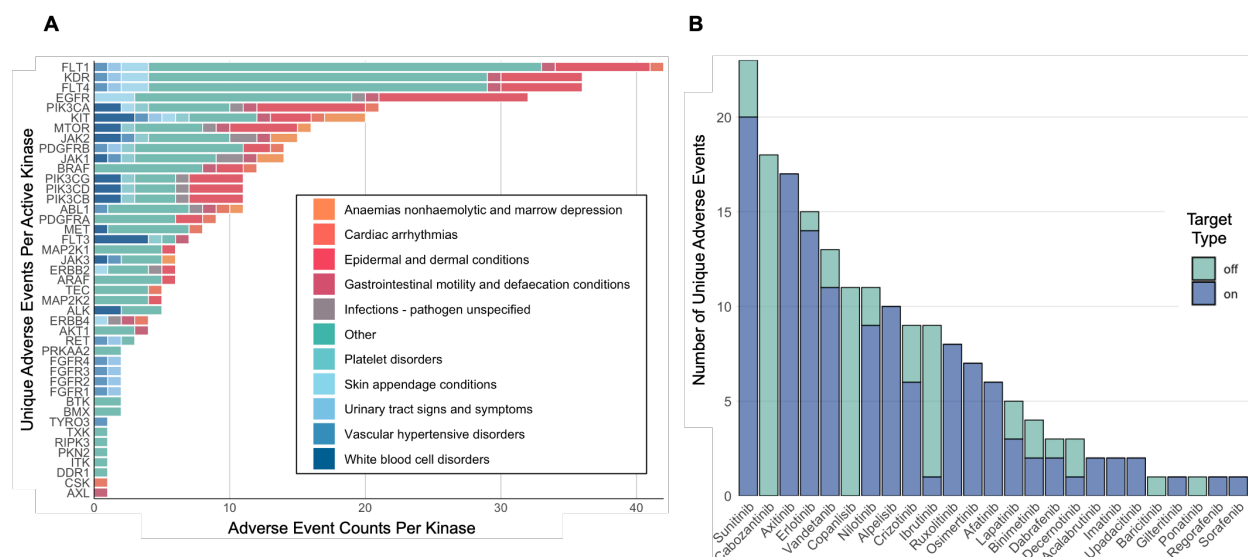 A
B
Unique Adverse Events Per Active Kinase
FLT1
KDR
FLT4
EGFR
PIK3CA
KIT
MTOR
JAK2
PDGFRB
JAK1
BRAF
PIK3CG
PIK3CD
PIK3CB
ABL1
PDGFRA
MET
FLT3
MAP2K1
JAK3
ERBB2
ARAF
TEC
MAP2K2
ALK
ERBB4
AKT1
RET
PRKAA2
FGFR4
FGFR3
FGFR2
FGFR1
BTK
BMX
TYRO3
TXK
RIPK3
PKN2
ITK
DDR1
CSK
AXL
0 10 20 30 40
Adverse Event Counts Per Kinase
Anaemias nonhaemolytic and marrow depression
Cardiac arrhythmias
Epidermal and dermal conditions
Gastrointestinal motility and defaecation conditions
Infections - pathogen unspecified
Other
Platelet disorders
Skin appendage conditions
Urinary tract signs and symptoms
Vascular hypertensive disorders
White blood cell disorders
Number of Unique Adverse Events
20
15
10
5
0
Target
Type
off
on
Sunitinib
Cabozantinib
Axitinib
Erlotinib
Vandetanib
Copanlisib
Nilotinib
Alpelisib
Crizotinib
Ibrutinib
Ruxolitinib
Osimertinib
Afatinib
Lapatinib
Binimetinib
Dabrafenib
Decernotinib
Acalabrutinib
Imatinib
Upadacitinib
Baricitinib
Gilteritinib
Ponatinib
Regorafenib
Sorafenib